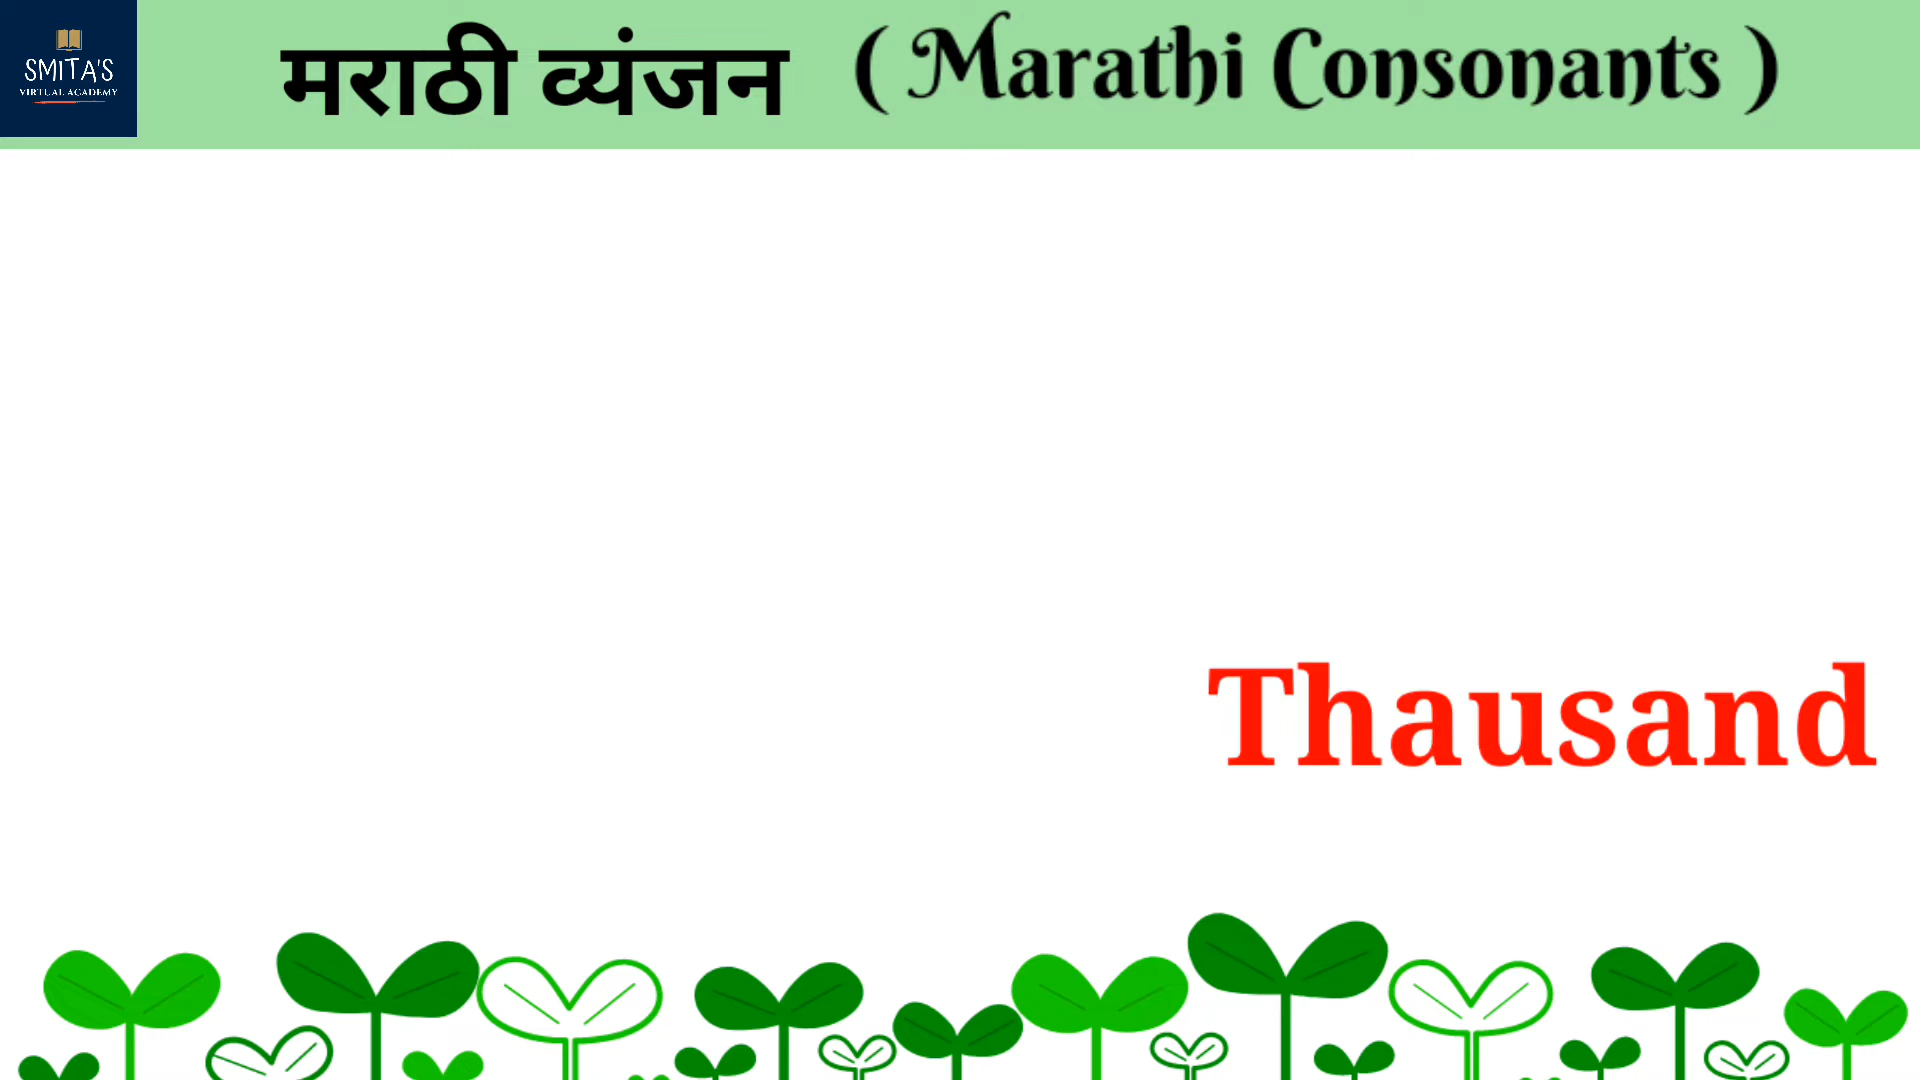 SMITA'S
VIRTUAL ACADEMY
मराठी व्यंजन ( Marathi Consonants )
Thausand